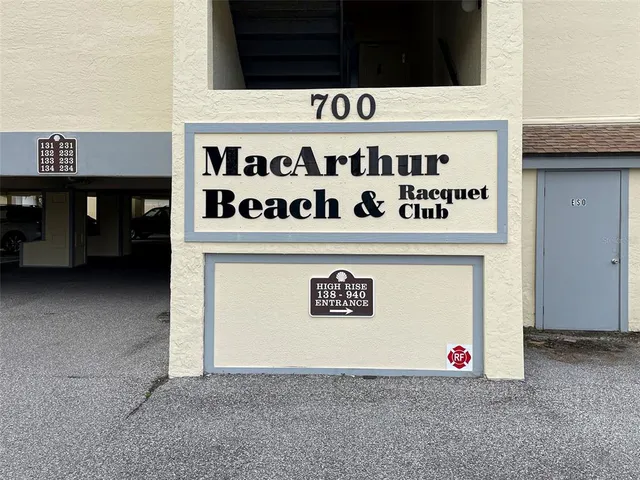 700
MacArthur
Beach & Racquet
Club
131 231
132 232
133 233
134 234
HIGH RISE
138 - 940
ENTRANCE
RF